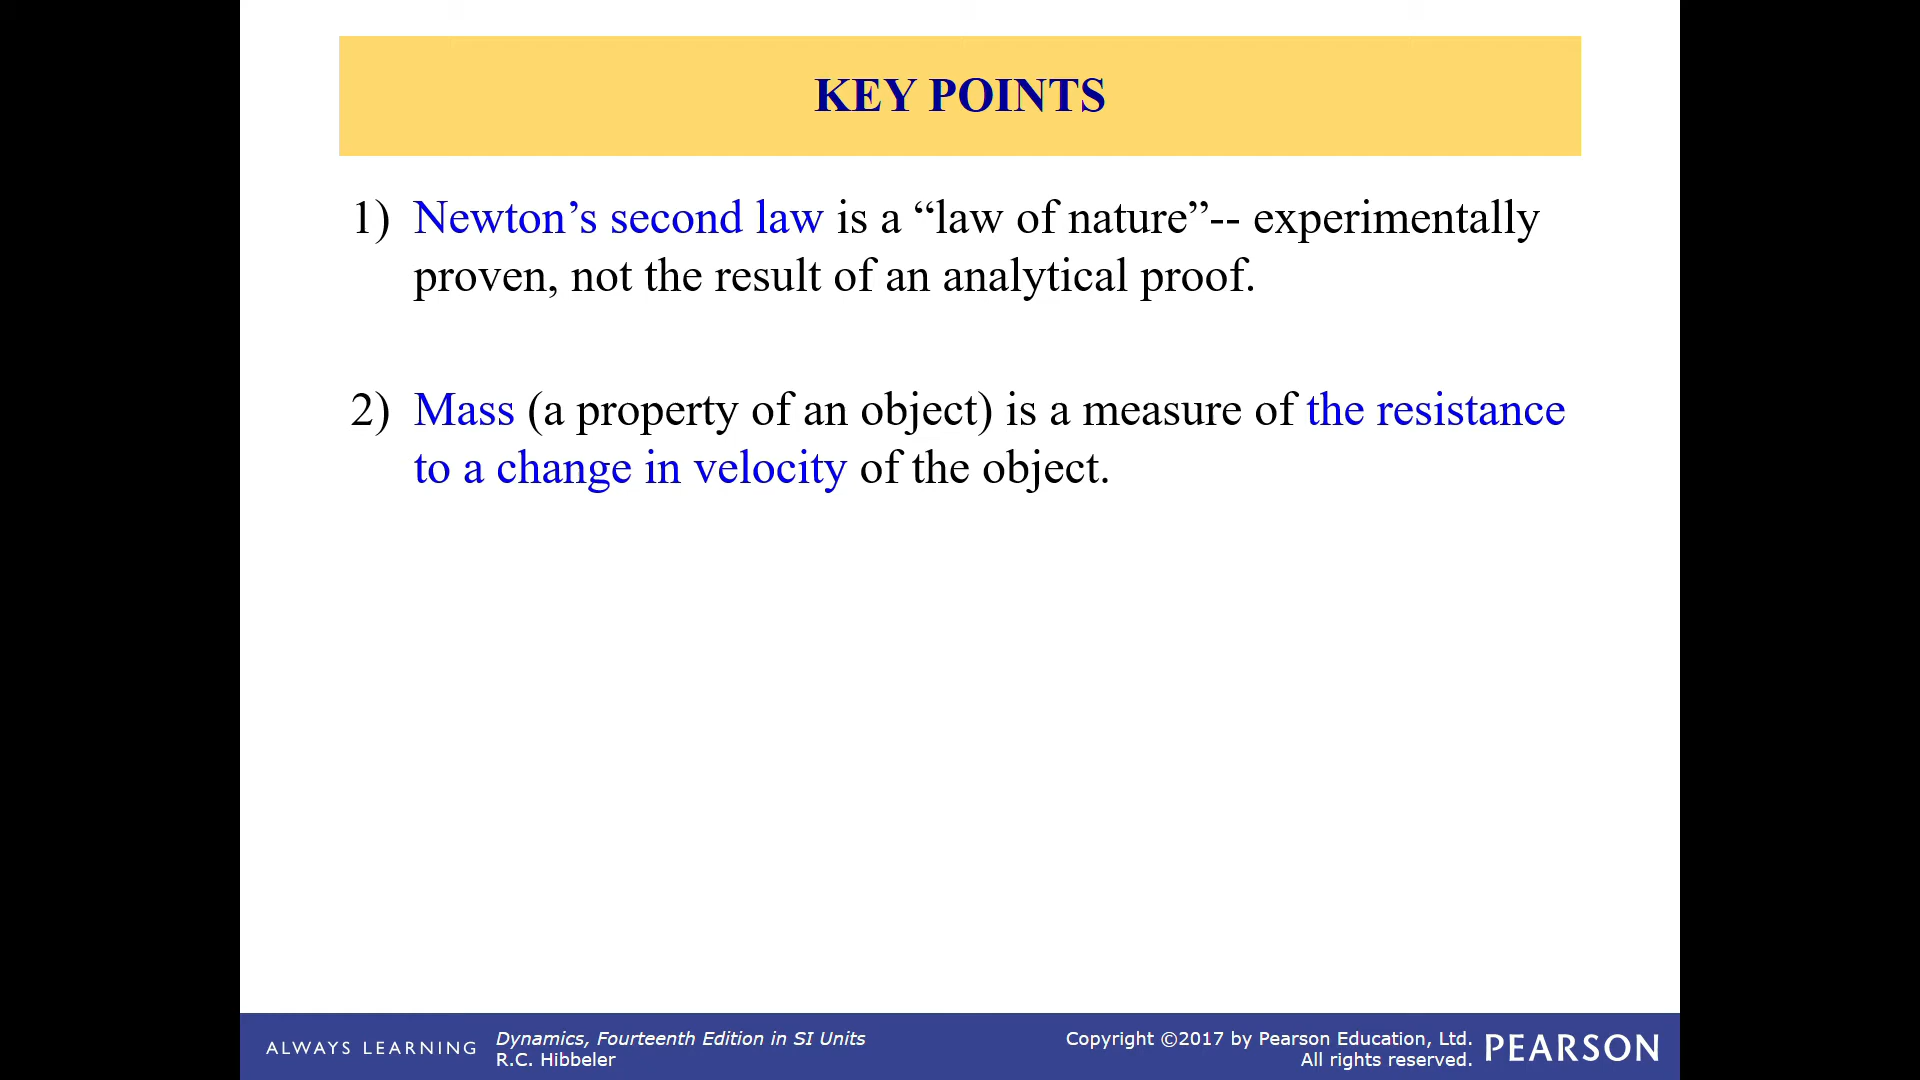 KEY POINTS
1) Newton’s second law is a “law of nature”-- experimentally
proven, not the result of an analytical proof.
2) Mass (a property of an object) is a measure of the resistance
to a change in velocity of the object.
ALWAYS LEARNING
Dynamics, Fourteenth Edition in SI Units
R.C. Hibbeler
Copyright ©2017 by Pearson Education, Ltd.
All rights reserved.
PEARSON